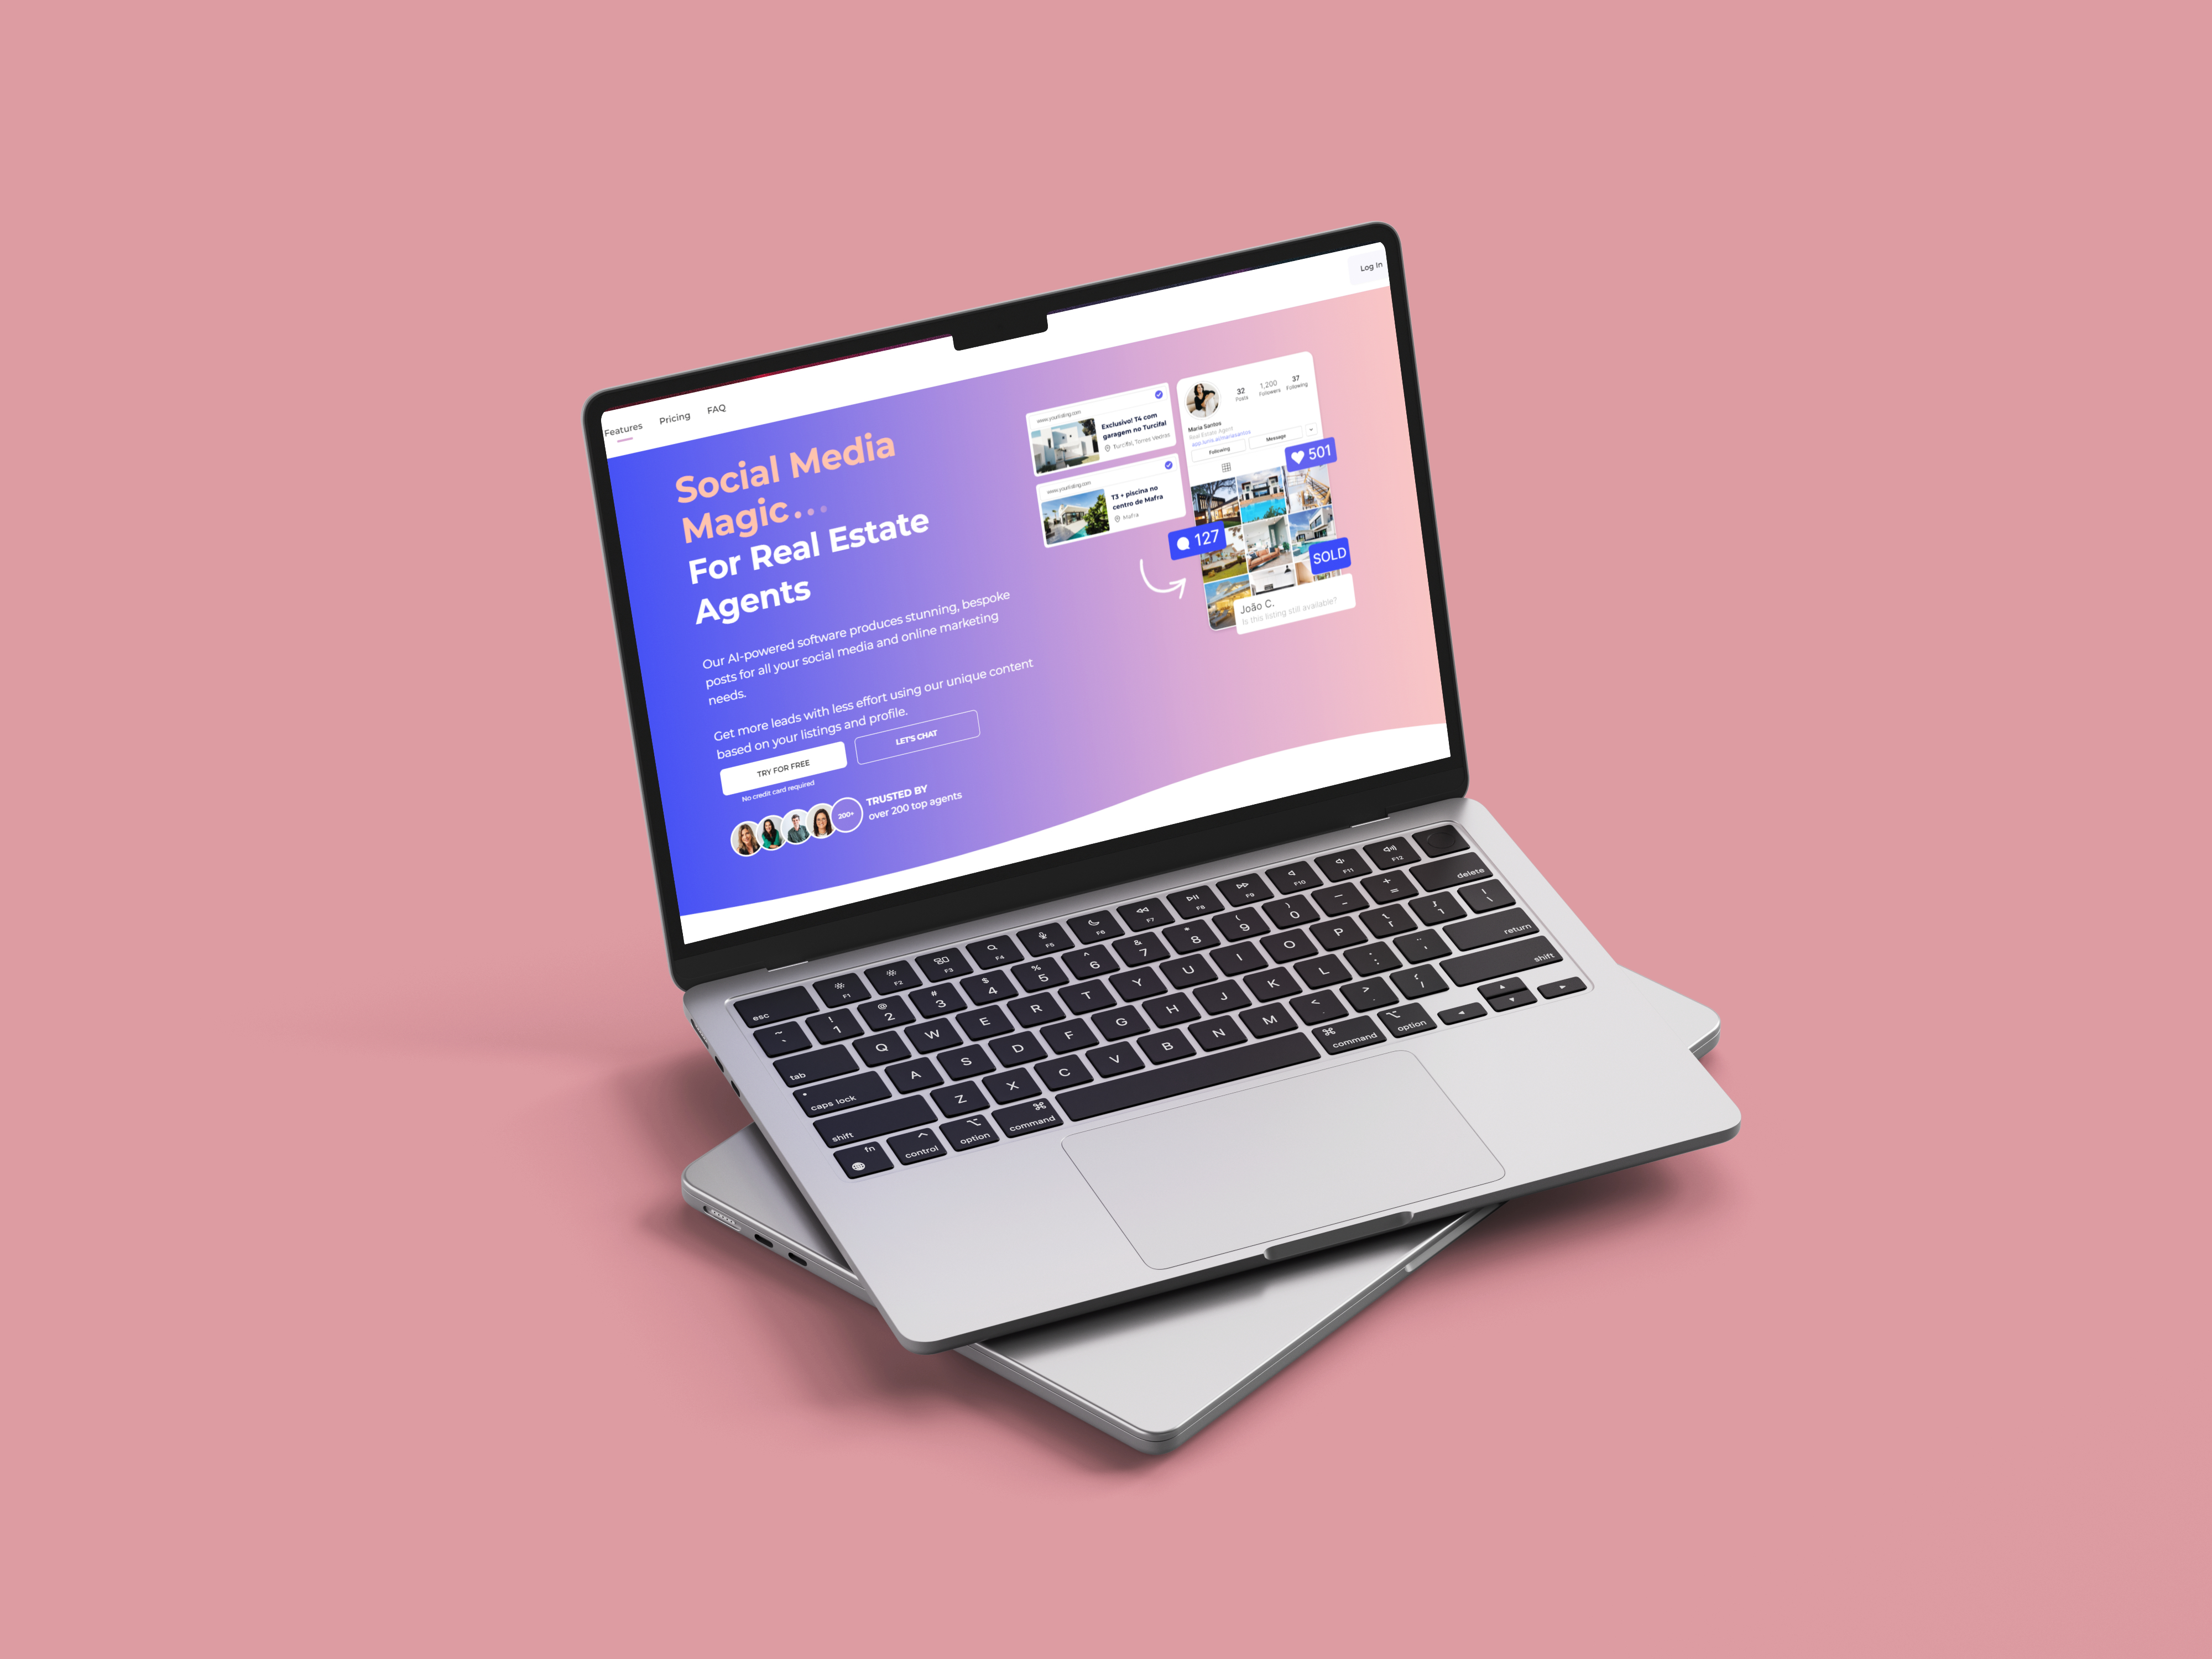 Features
Pricing
FAQ
Log In
Social Media
Magic...
For Real Estate
Agents
Our AI-powered software produces stunning, bespoke
posts for all your social media and online marketing
needs.
Get more leads with less effort using our unique content
based on your listings and profile.
TRY FOR FREE
LET'S CHAT
No credit card required
200+
TRUSTED BY
over 200 top agents
www.yourlisting.com
Exclusivo! T4 com
garagem no Turcifal
Turcifal, Torres Vedras
www.yourlisting.com
T3 + piscina no
centro de Mafra
Mafra
32
Posts
1,200
Followers
37
Following
Maria Santos
Real Estate Agent
Following
Message
501
127
SOLD
João C.
Is this listing still available?
esc F1 F2 F3 F4 F5 F6 F7 F8 F9 F10 F11 F12
~ ` ! 1 @ 2 # 3 $ 4 % 5 ^ 6 & 7 * 8 ( 9 ) 0 – - + = delete
tab Q W E R T Y U I O P { [ } ] | \
caps lock A S D F G H J K L : ; " ' return
shift Z X C V B N M < , > . ? / shift
fn control option command command option